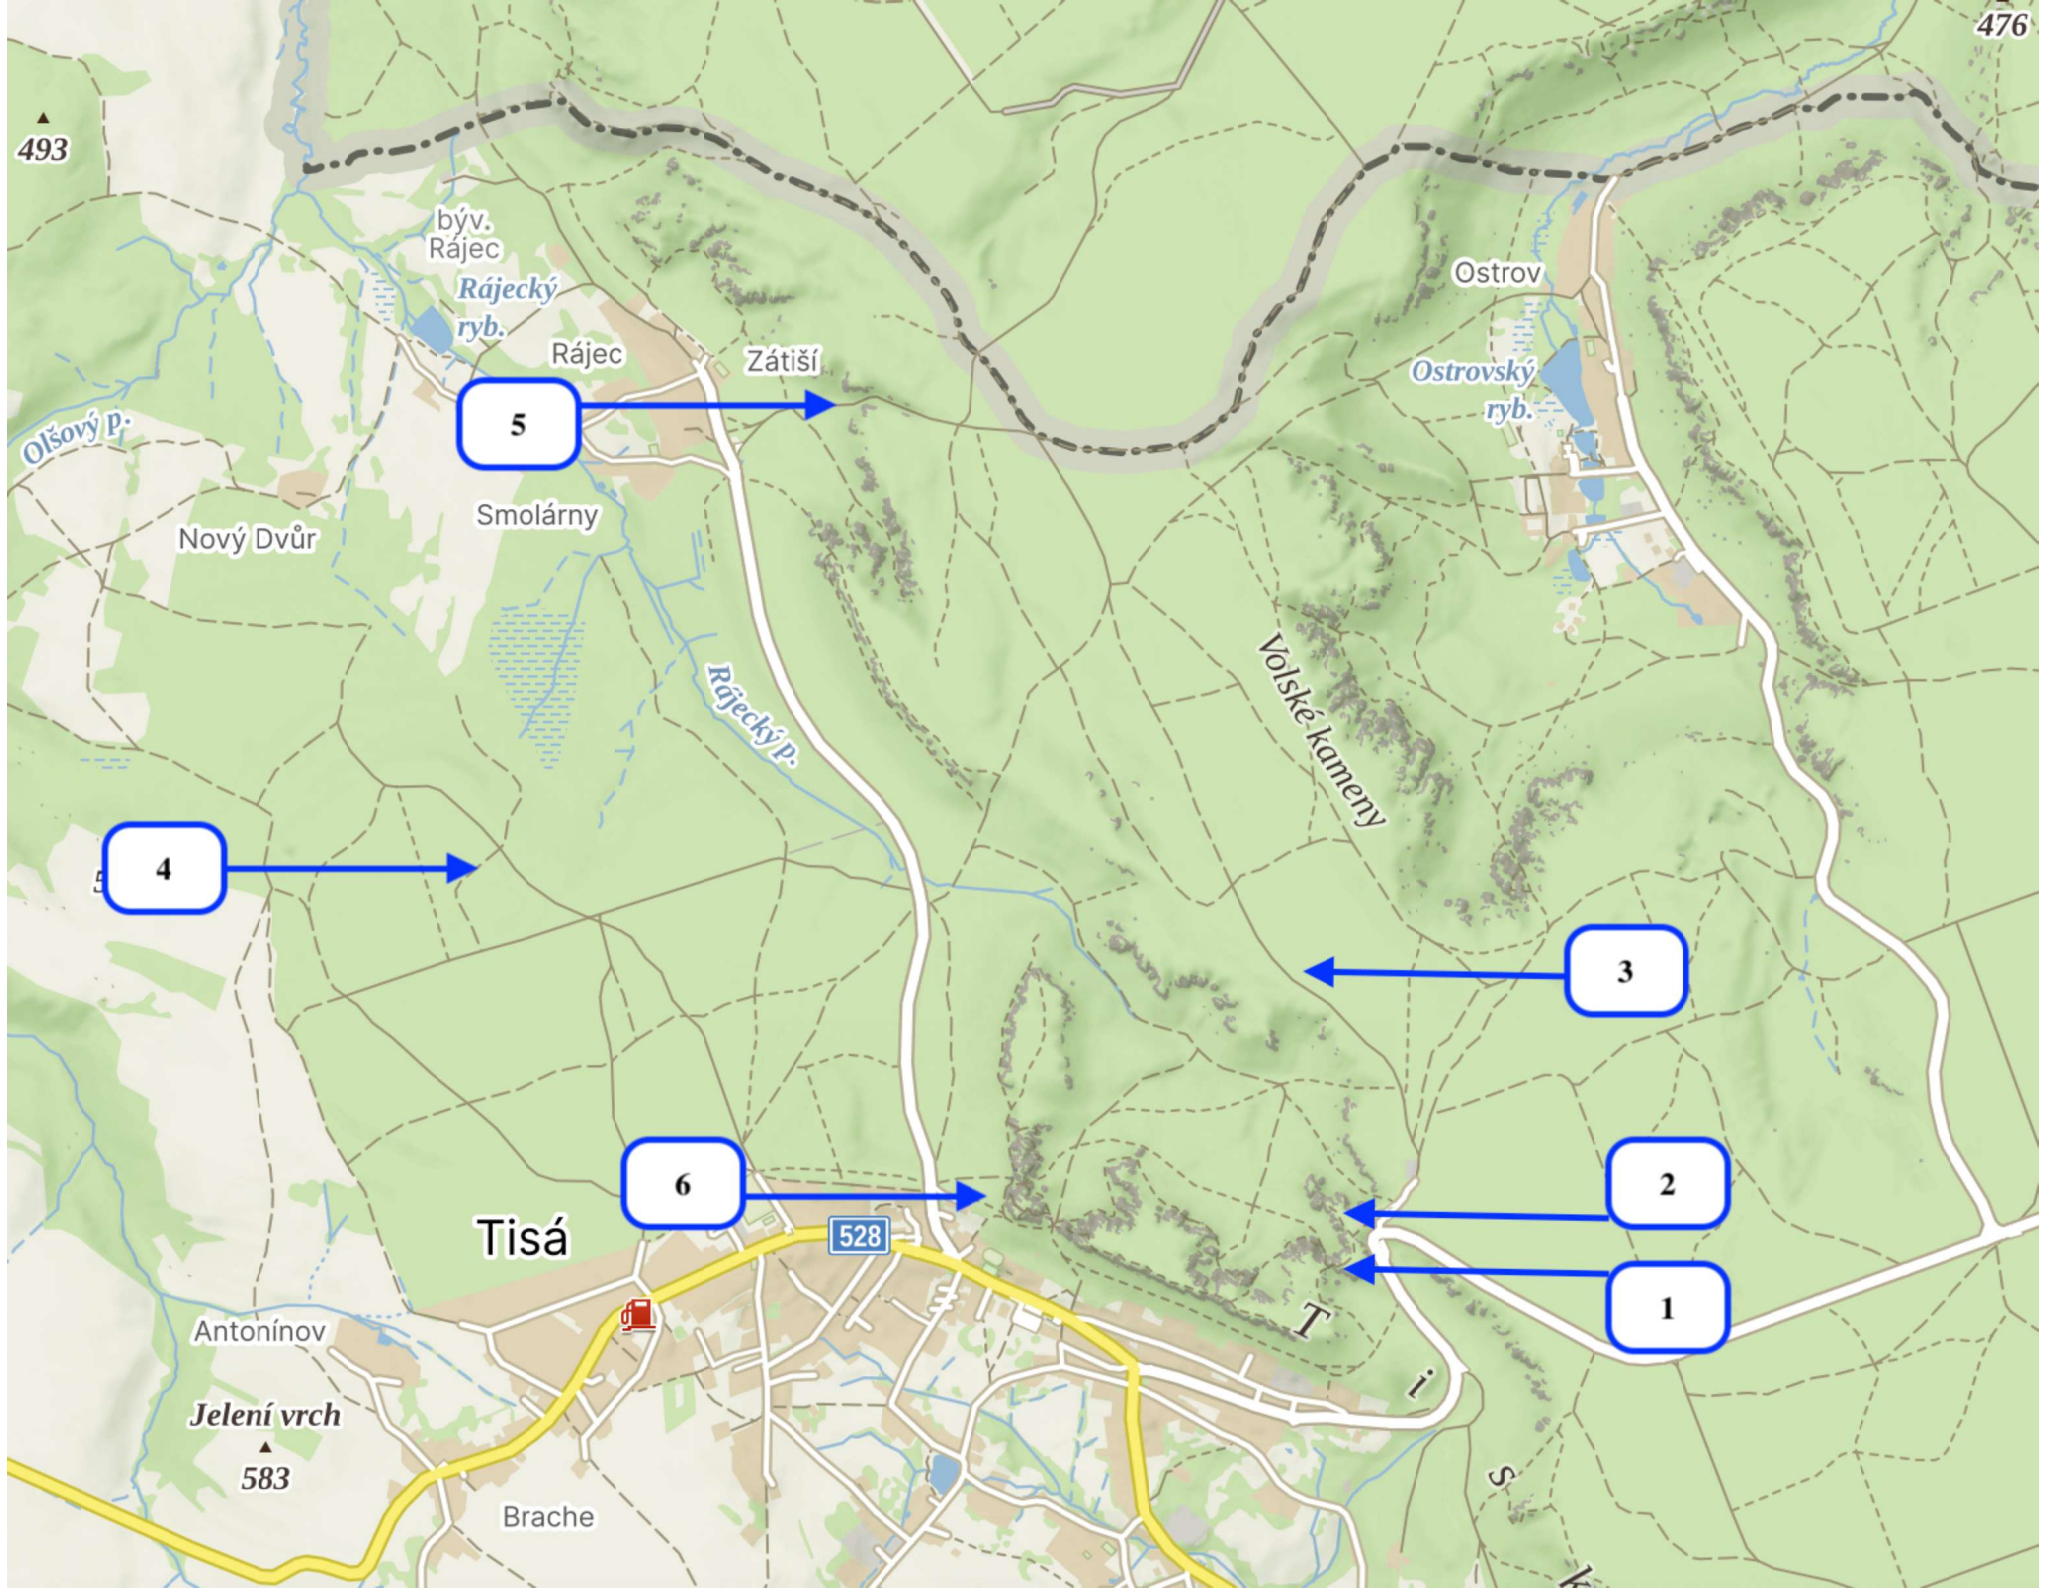 476
493
býv.
Rájec
Rájecký
ryb.
Ostrov
Rájec
Zátiší
Ostrovský
ryb.
Olšový p.
5
Smolárny
Nový Dvůr
Rájecký p.
Volské kameny
4
3
2
6
Tisá
528
1
T
i
s
k
Antonínov
Jelení vrch
583
Brache